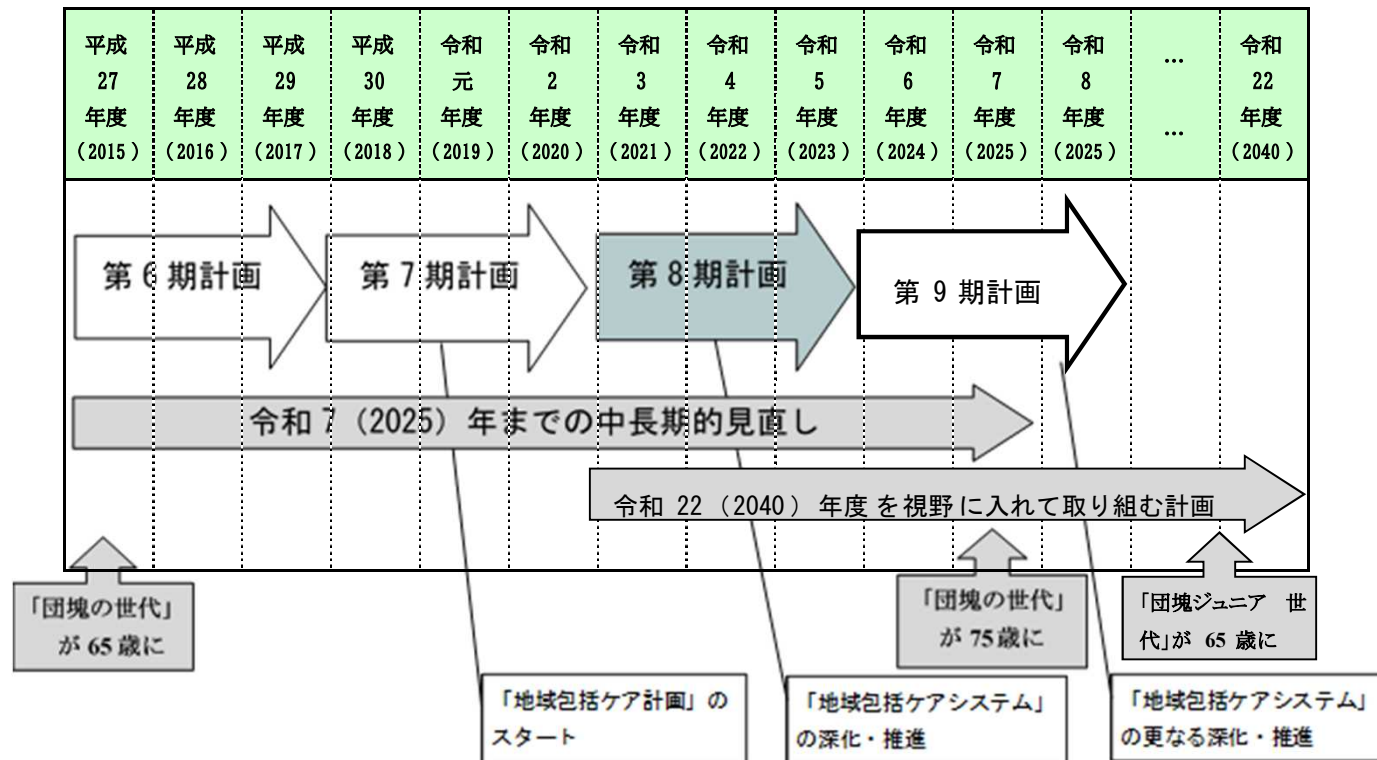 平成
27
年度
（2015）
平成
28
年度
（2016）
平成
29
年度
（2017）
平成
30
年度
（2018）
令和
元
年度
（2019）
令和
2
年度
（2020）
令和
3
年度
（2021）
令和
4
年度
（2022）
令和
5
年度
（2023）
令和
6
年度
（2024）
令和
7
年度
（2025）
令和
8
年度
（2025）
…
…
令和
22
年度
（2040）
第6期計画
第7期計画
第8期計画
第 9 期計画
令和7（2025）年までの中長期的見直し
令和 22 （2040） 年度 を視野 に入れて取り組む計画
「団塊の世代」
が 65 歳に
「団塊の世代」
が 75 歳に
「団塊ジュニア 世
代」が 65 歳に
「地域包括ケア計画」の
スタート
「地域包括ケアシステム」
の深化・推進
「地域包括ケアシステム」
の更なる深化・推進